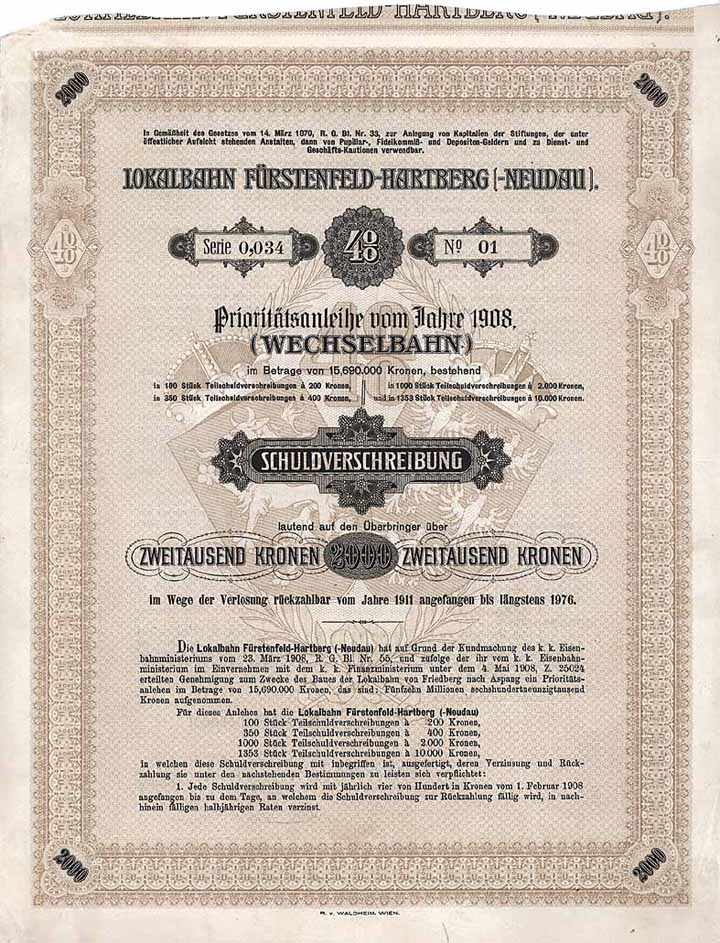 LOKALBAHN FÜRSTENFELD-HARTBERG (-NEUDAU).
2000
2000
In Gemäßheit des Gesetzes vom 14. März 1870, R. G. Bl. Nr. 33, zur Anlegung von Kapitalien der Stiftungen, der unter
öffentlicher Aufsicht stehenden Anstalten, dann von Pupillar-, Fideikommiß- und Depositen-Geldern und zu Dienst- und
Geschäfts-Kautionen verwendbar.
LOKALBAHN FÜRSTENFELD-HARTBERG (-NEUDAU).
Serie 0,034
4%
No 01
4%
4%
Prioritätsanleihe vom Jahre 1908,
(WECHSELBAHN)
im Betrage von 15,690.000 Kronen, bestehend
in 100 Stück Teilschuldverschreibungen à 200 Kronen, in 1000 Stück Teilschuldverschreibungen à 2.000 Kronen,
in 350 Stück Teilschuldverschreibungen à 400 Kronen, und in 1353 Stück Teilschuldverschreibungen à 10.000 Kronen.
SCHULDVERSCHREIBUNG
lautend auf den Überbringer über
ZWEITAUSEND KRONEN 2000 ZWEITAUSEND KRONEN
im Wege der Verlosung rückzahlbar vom Jahre 1911 angefangen bis längstens 1976.
Die Lokalbahn Fürstenfeld-Hartberg (-Neudau) hat auf Grund der Kundmachung des k. k. Eisen-
bahnministeriums vom 23. März 1908, R. G. Bl. Nr. 55, und zufolge der ihr vom k. k. Eisenbahn-
ministerium im Einvernehmen mit dem k. k. Finanzministerium unter dem 4. Mai 1908, Z. 25024
erteilten Genehmigung zum Zwecke des Baues der Lokalbahn von Friedberg nach Aspang ein Prioritäts-
anlehen im Betrage von 15,690.000 Kronen, das sind: Fünfzehn Millionen sechshundertneunzigtausend
Kronen aufgenommen.
Für dieses Anlehen hat die Lokalbahn Fürstenfeld-Hartberg (-Neudau)
100 Stück Teilschuldverschreibungen à 200 Kronen,
350 Stück Teilschuldverschreibungen à 400 Kronen,
1000 Stück Teilschuldverschreibungen à 2.000 Kronen,
1353 Stück Teilschuldverschreibungen à 10.000 Kronen,
in welchen diese Schuldverschreibung mit inbegriffen ist, ausgefertigt, deren Verzinsung und Rück-
zahlung sie unter den nachstehenden Bestimmungen zu leisten sich verpflichtet:
1. Jede Schuldverschreibung wird mit jährlich vier von Hundert in Kronen vom 1. Februar 1908
angefangen bis zu dem Tage, an welchem die Schuldverschreibung zur Rückzahlung fällig wird, in nach-
hinein fälligen halbjährigen Raten verzinst.
2000
2000
R. v. WALDHEIM, WIEN.